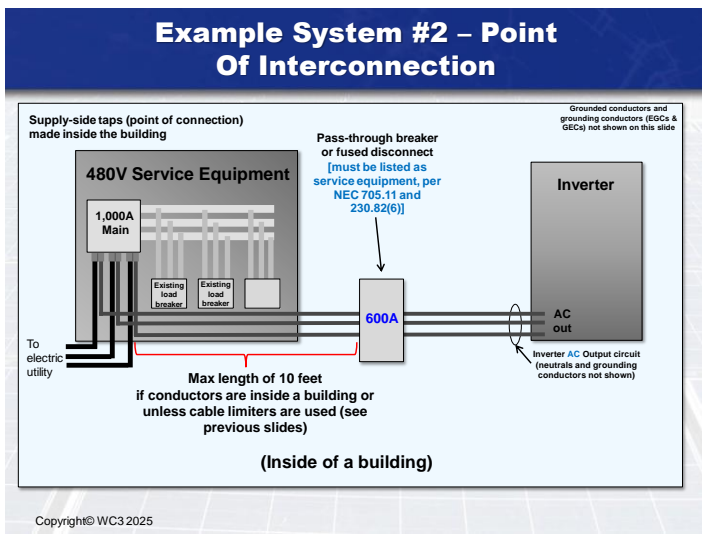 Example System #2 – Point
Of Interconnection
Supply-side taps (point of connection)
made inside the building
Grounded conductors and
grounding conductors (EGCs &
GECs) not shown on this slide
Pass-through breaker
or fused disconnect
[must be listed as
service equipment, per
NEC 705.11 and
230.82(6)]
480V Service Equipment
Inverter
1,000A
Main
Existing
load
breaker
Existing
load
breaker
600A
AC
out
To
electric
utility
Max length of 10 feet
if conductors are inside a building or
unless cable limiters are used (see
previous slides)
Inverter AC Output circuit
(neutrals and grounding
conductors not shown)
(Inside of a building)
Copyright© WC3 2025